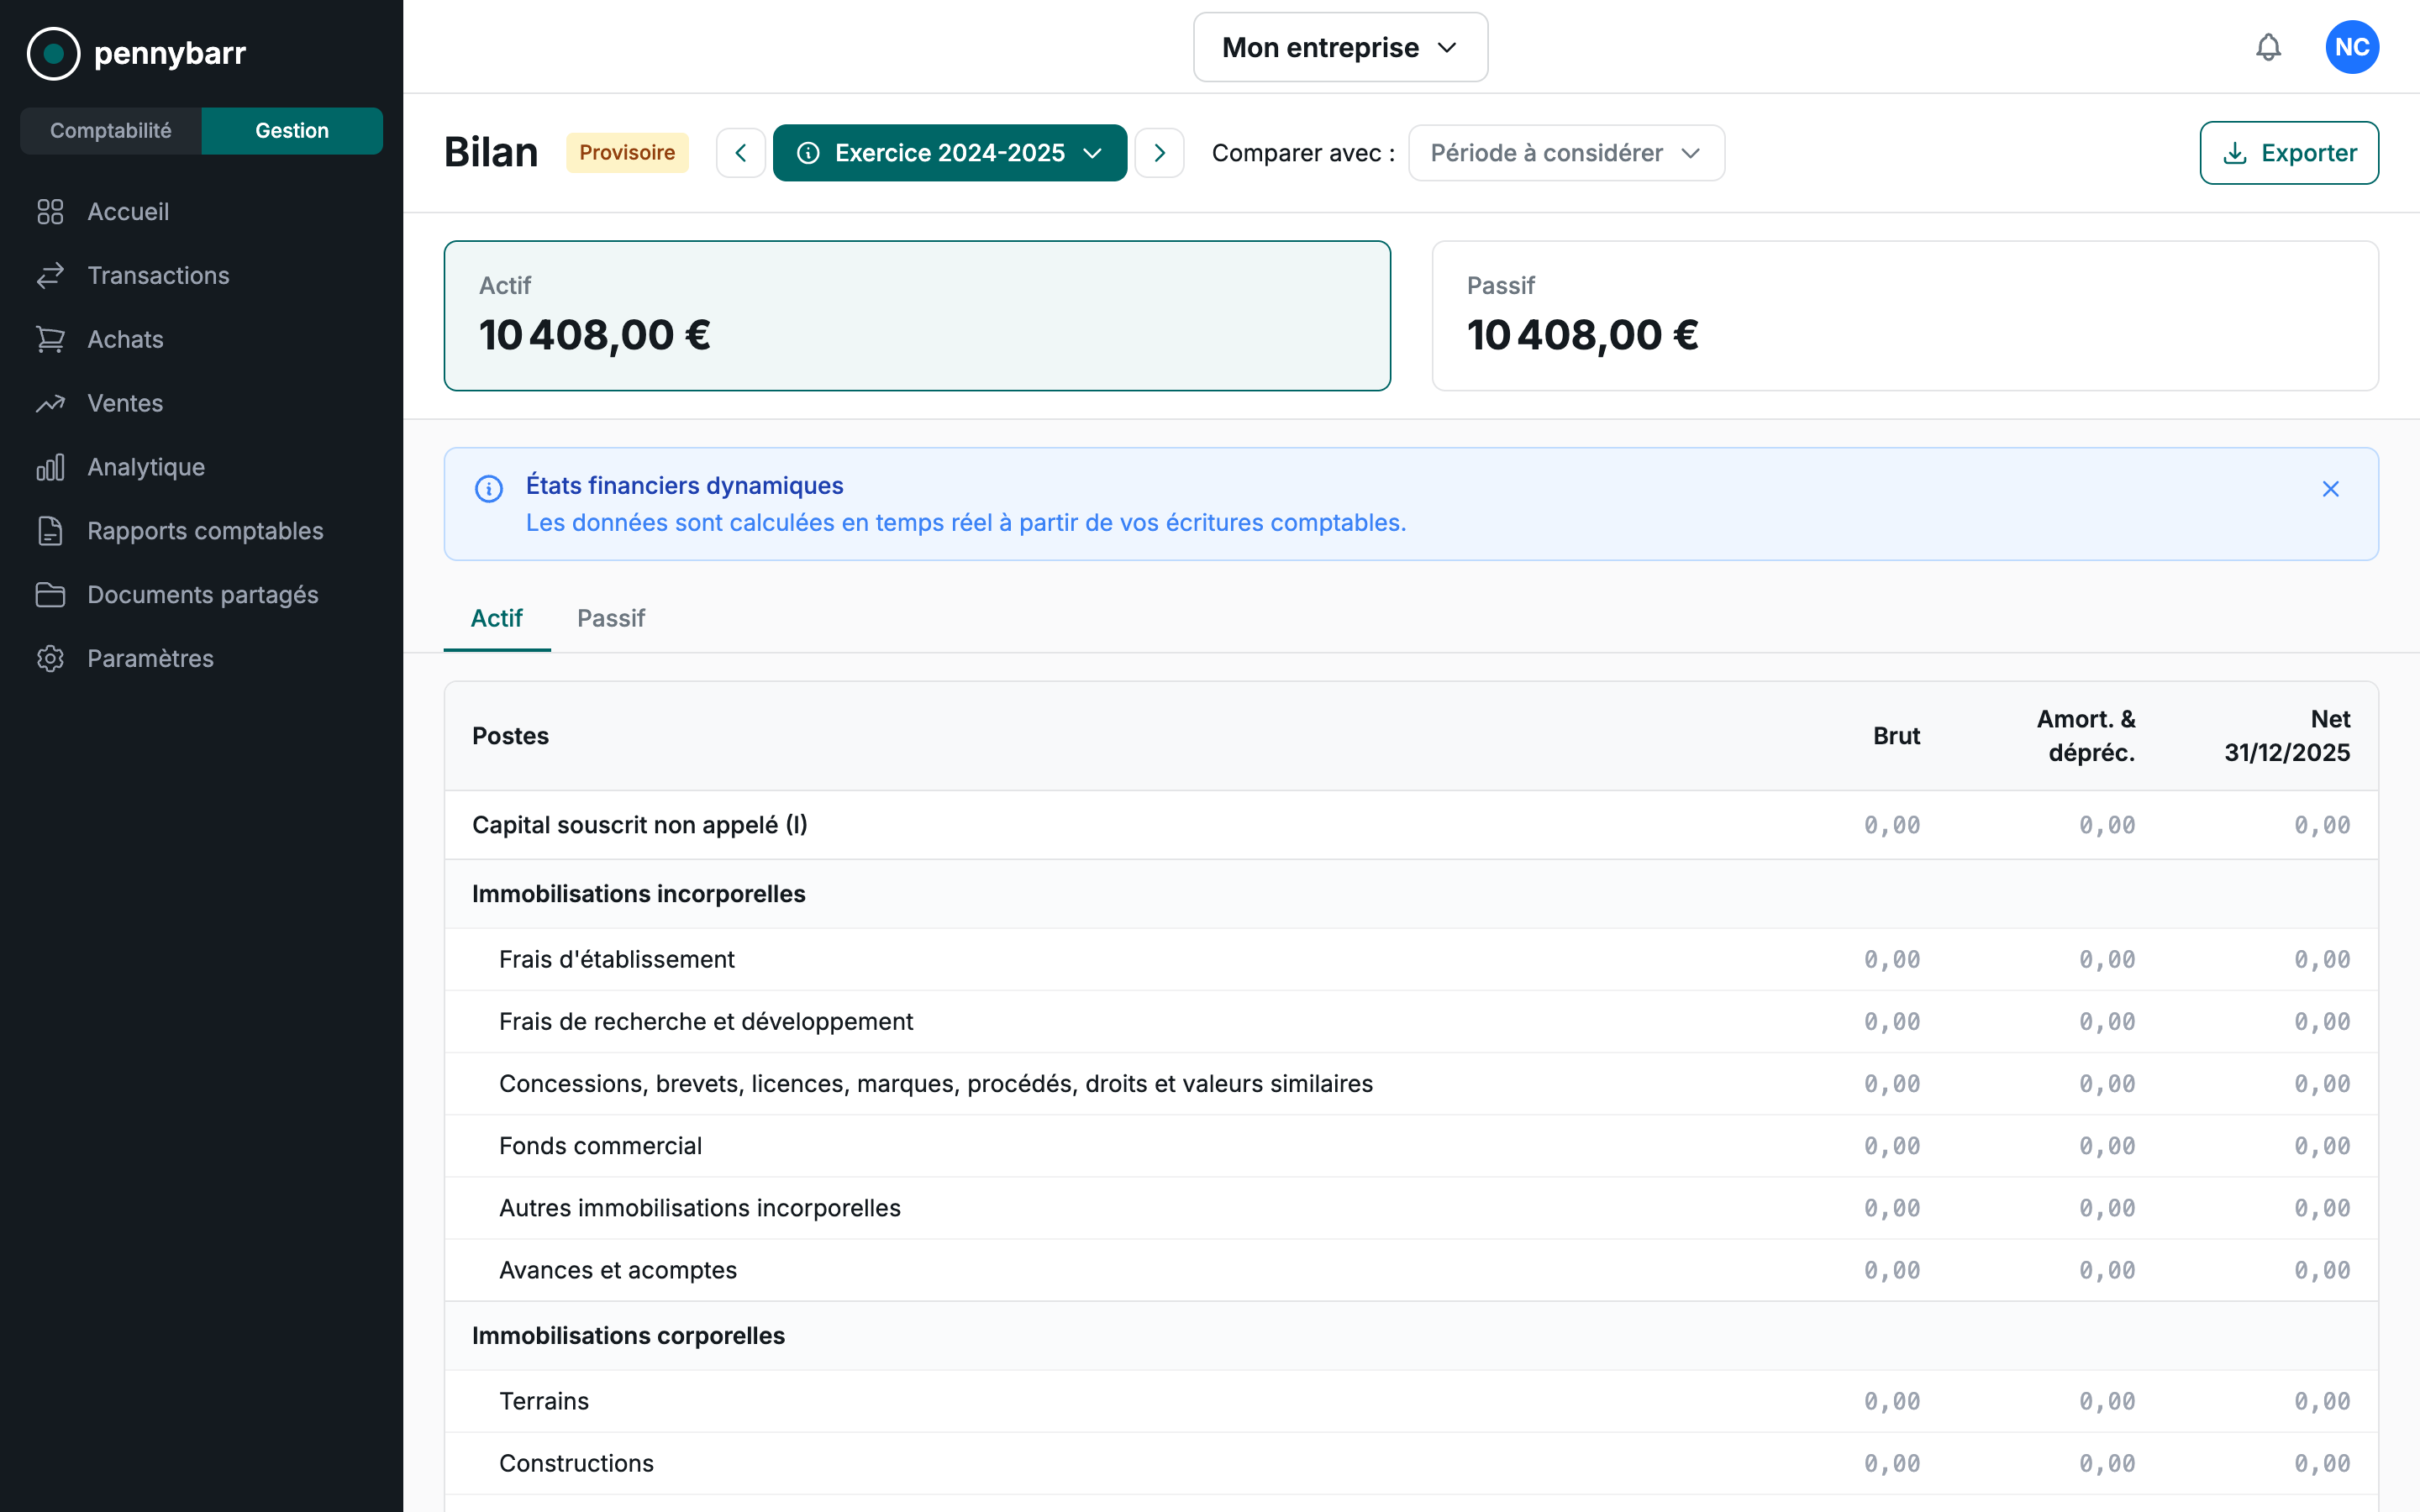 pennybarr
Comptabilité
Gestion
Accueil
Transactions
Achats
Ventes
Analytique
Rapports comptables
Documents partagés
Paramètres
Mon entreprise
NC
Bilan
Provisoire
Exercice 2024-2025
Comparer avec :
Période à considérer
Exporter
Actif
10 408,00 €
Passif
10 408,00 €
États financiers dynamiques
Les données sont calculées en temps réel à partir de vos écritures comptables.
Actif
Passif
Postes Brut Amort. & dépréc. Net 31/12/2025
Capital souscrit non appelé (I) 0,00 0,00 0,00
Immobilisations incorporelles
Frais d'établissement 0,00 0,00 0,00
Frais de recherche et développement 0,00 0,00 0,00
Concessions, brevets, licences, marques, procédés, droits et valeurs similaires 0,00 0,00 0,00
Fonds commercial 0,00 0,00 0,00
Autres immobilisations incorporelles 0,00 0,00 0,00
Avances et acomptes 0,00 0,00 0,00
Immobilisations corporelles
Terrains 0,00 0,00 0,00
Constructions 0,00 0,00 0,00